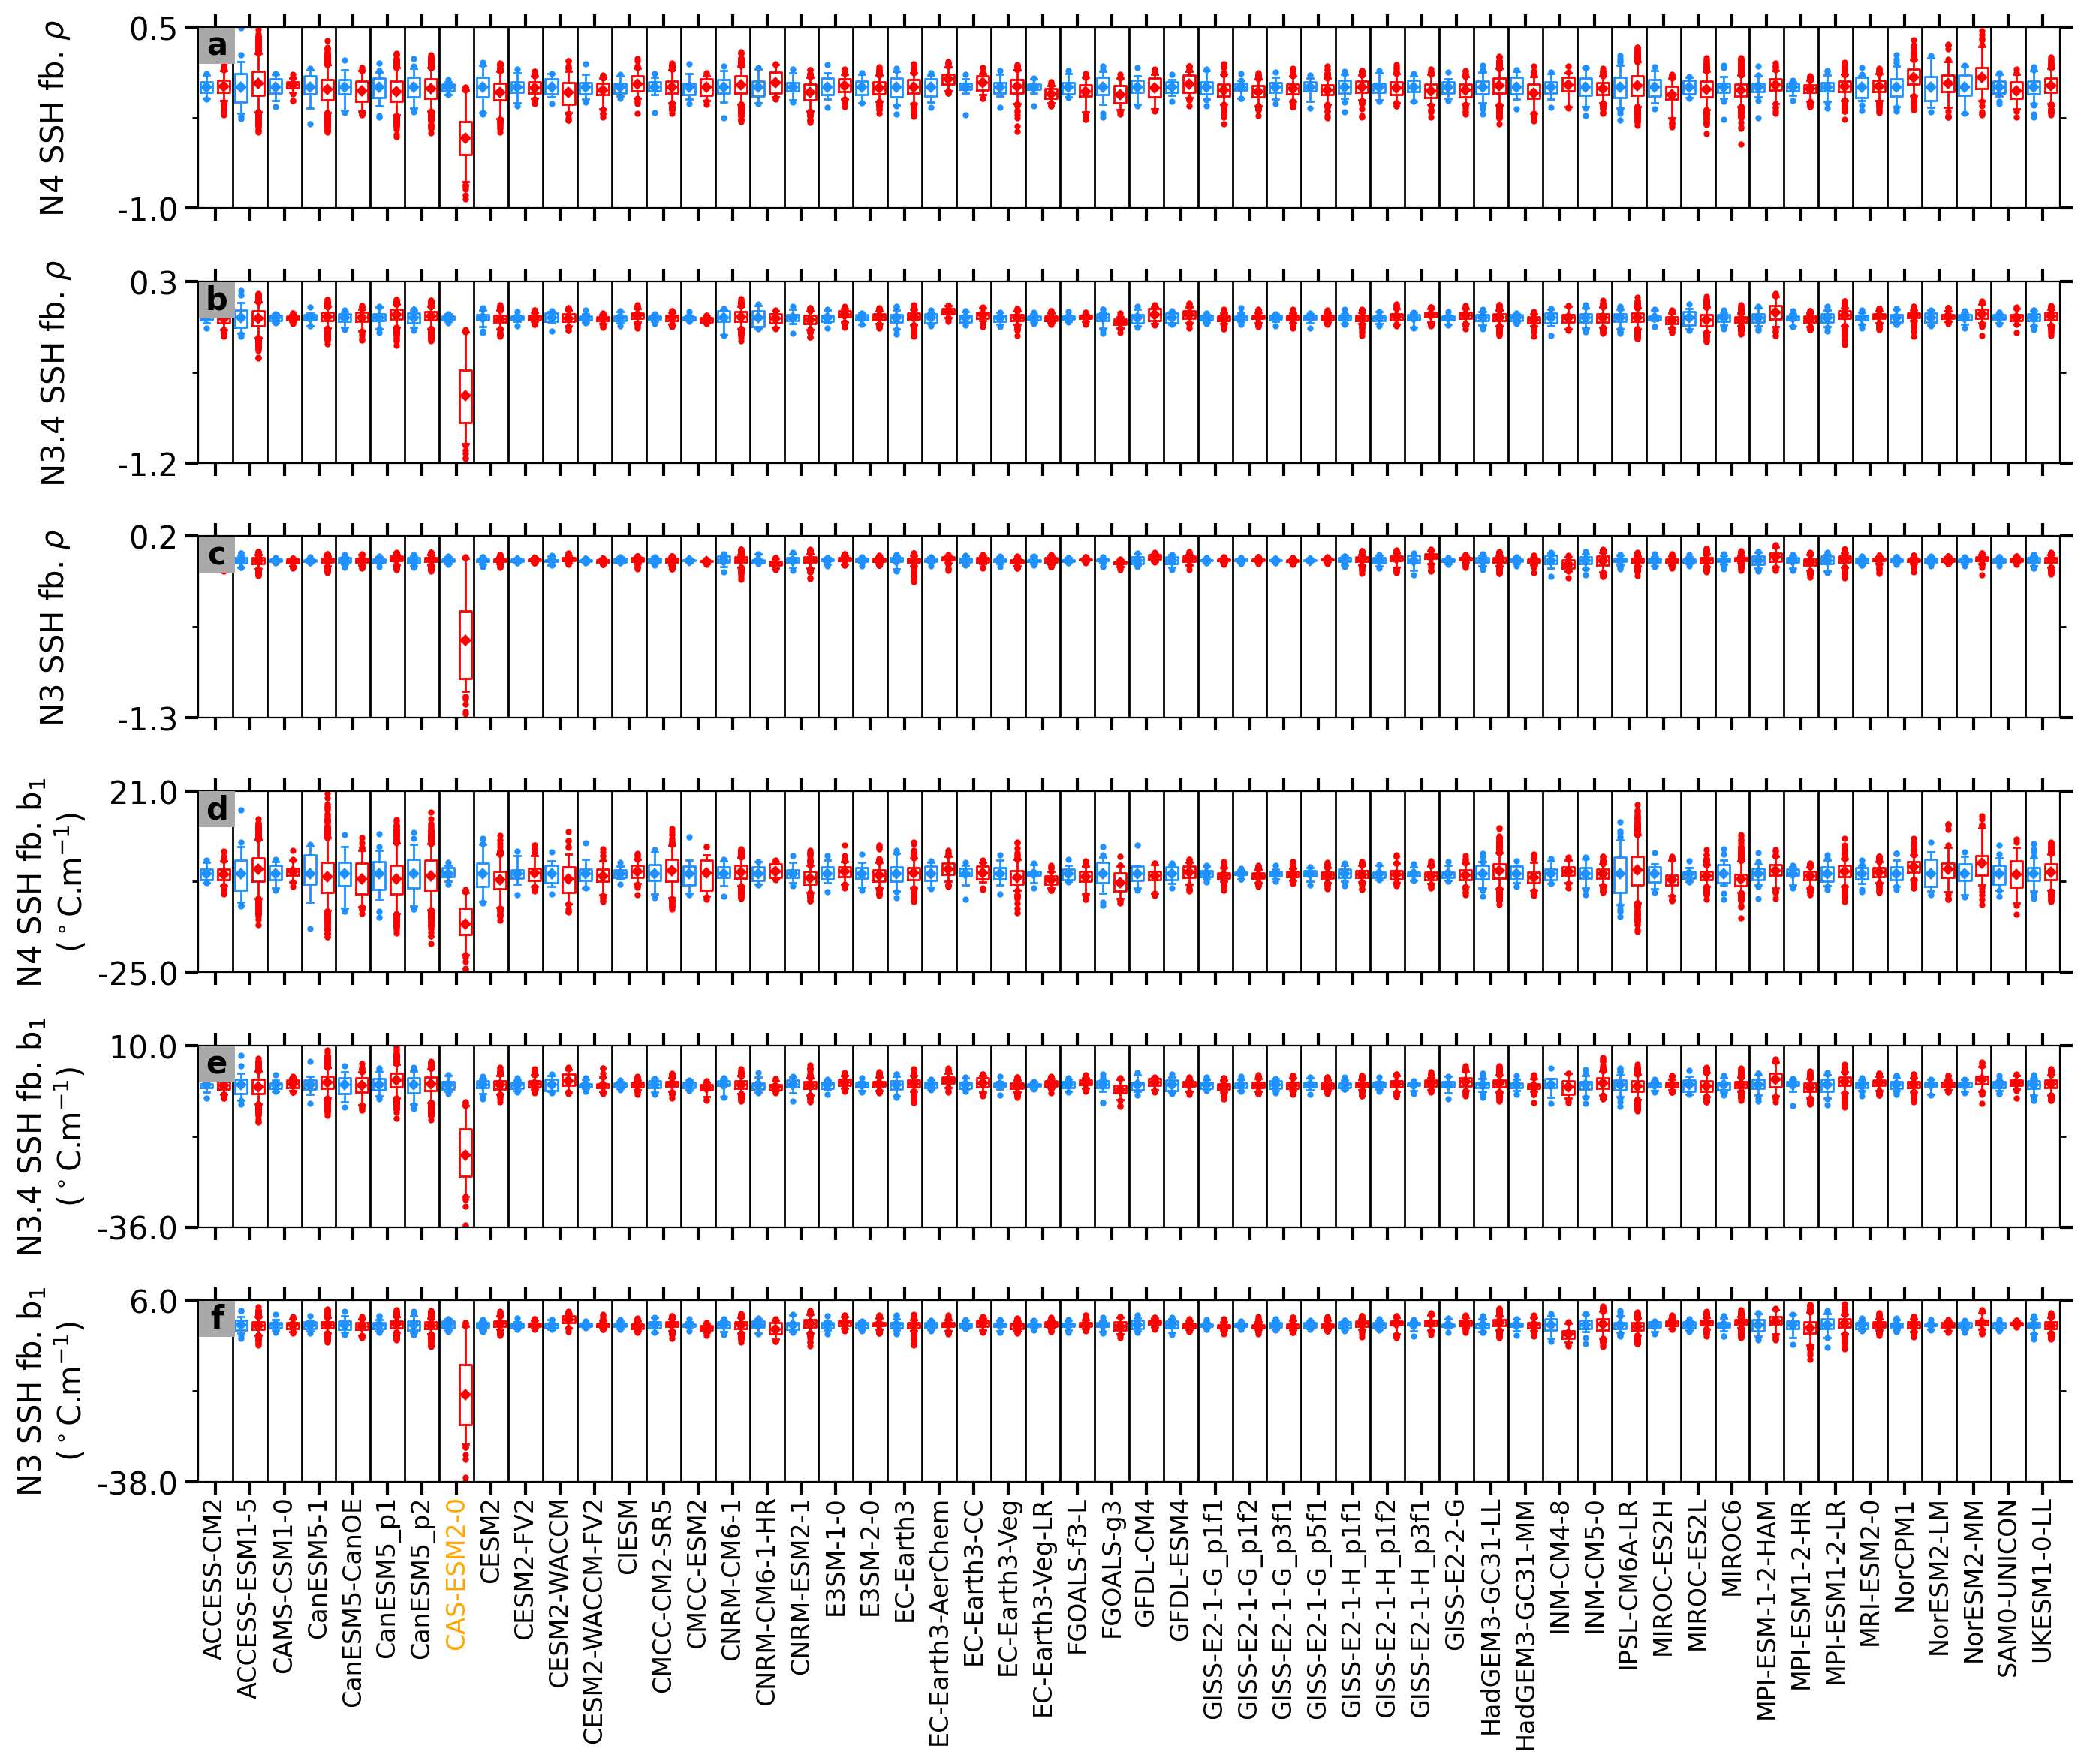 N4 SSH fb. ρ
0.5
a
-1.0
N3.4 SSH fb. ρ
0.3
b
-1.2
N3 SSH fb. ρ
0.2
c
-1.3
N4 SSH fb. b₁
(°C.m⁻¹)
21.0
d
-25.0
N3.4 SSH fb. b₁
(°C.m⁻¹)
10.0
e
-36.0
N3 SSH fb. b₁
(°C.m⁻¹)
6.0
f
-38.0
ACCESS-CM2
ACCESS-ESM1-5
CAMS-CSM1-0
CanESM5-1
CanESM5-CanOE
CanESM5_p1
CanESM5_p2
CAS-ESM2-0
CESM2
CESM2-FV2
CESM2-WACCM
CESM2-WACCM-FV2
CIESM
CMCC-CM2-SR5
CMCC-ESM2
CNRM-CM6-1
CNRM-CM6-1-HR
CNRM-ESM2-1
E3SM-1-0
E3SM-2-0
EC-Earth3
EC-Earth3-AerChem
EC-Earth3-CC
EC-Earth3-Veg
EC-Earth3-Veg-LR
FGOALS-f3-L
FGOALS-g3
GFDL-CM4
GFDL-ESM4
GISS-E2-1-G_p1f1
GISS-E2-1-G_p1f2
GISS-E2-1-G_p3f1
GISS-E2-1-G_p5f1
GISS-E2-1-H_p1f1
GISS-E2-1-H_p1f2
GISS-E2-1-H_p3f1
GISS-E2-2-G
HadGEM3-GC31-LL
HadGEM3-GC31-MM
INM-CM4-8
INM-CM5-0
IPSL-CM6A-LR
MIROC-ES2H
MIROC-ES2L
MIROC6
MPI-ESM-1-2-HAM
MPI-ESM1-2-HR
MPI-ESM1-2-LR
MRI-ESM2-0
NorCPM1
NorESM2-LM
NorESM2-MM
SAM0-UNICON
UKESM1-0-LL